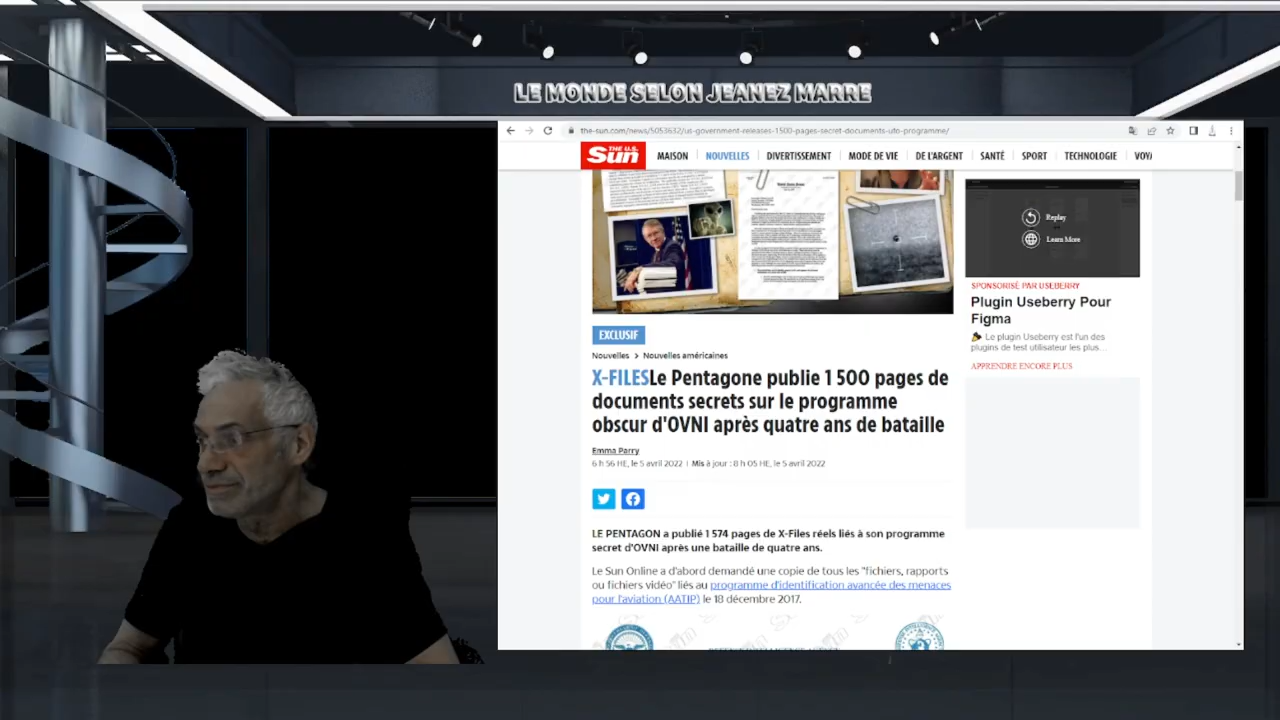 LE MONDE SELON JEANEZ MARRE
the-sun.com/news/5053632/us-government-releases-1500-pages-secret-documents-ufo-programme/
THE U.S. Sun
MAISON NOUVELLES DIVERTISSEMENT MODE DE VIE DE L'ARGENT SANTÉ SPORT TECHNOLOGIE VOYA
Replay
Learn More
SPONSORISÉ PAR USEBERRY
Plugin Useberry Pour
Figma
Le plugin Useberry est l'un des
plugins de test utilisateur les plus...
APPRENDRE ENCORE PLUS
EXCLUSIF
Nouvelles > Nouvelles américaines
X-FILESLe Pentagone publie 1 500 pages de
documents secrets sur le programme
obscur d'OVNI après quatre ans de bataille
Emma Parry
6 h 56 HE, le 5 avril 2022 | Mis à jour : 8 h 05 HE, le 5 avril 2022
LE PENTAGON a publié 1 574 pages de X-Files réels liés à son programme
secret d'OVNI après une bataille de quatre ans.
Le Sun Online a d'abord demandé une copie de tous les "fichiers, rapports
ou fichiers vidéo" liés au programme d'identification avancée des menaces
pour l'aviation (AATIP) le 18 décembre 2017.